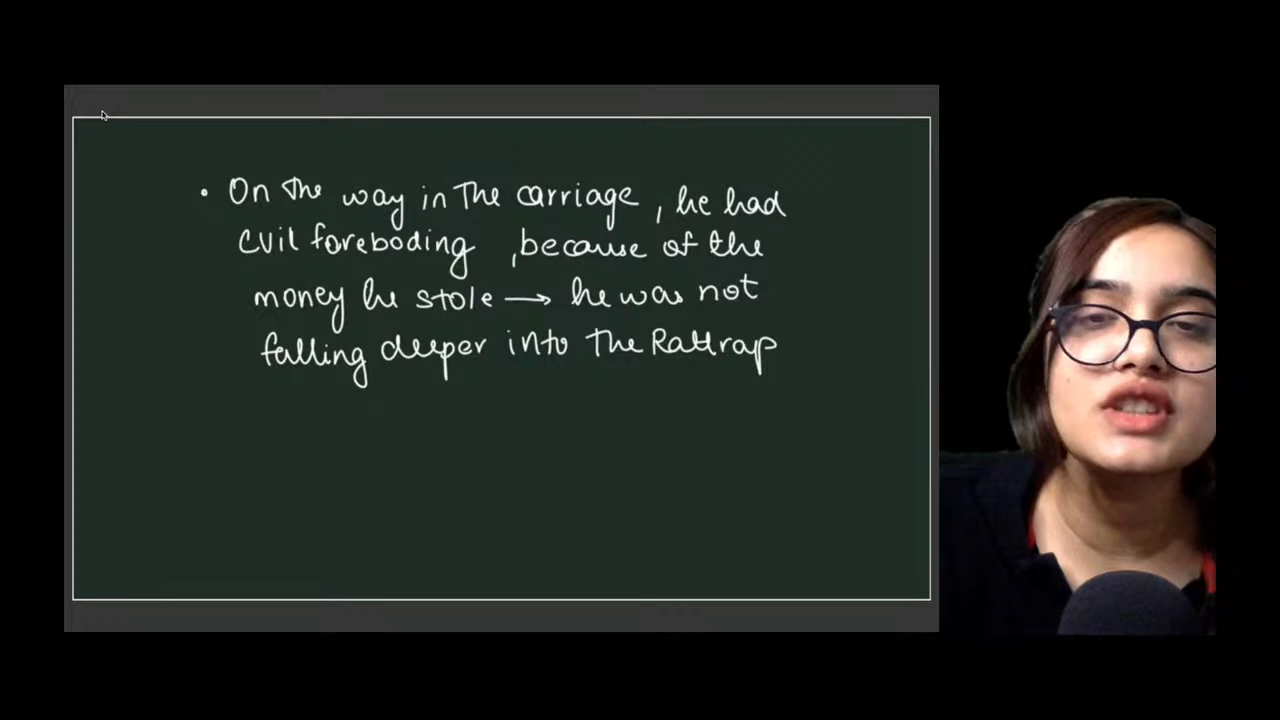 • On the way in the carriage, he had
evil foreboding, because of the
money he stole → he was not
falling deeper into the Rattrap